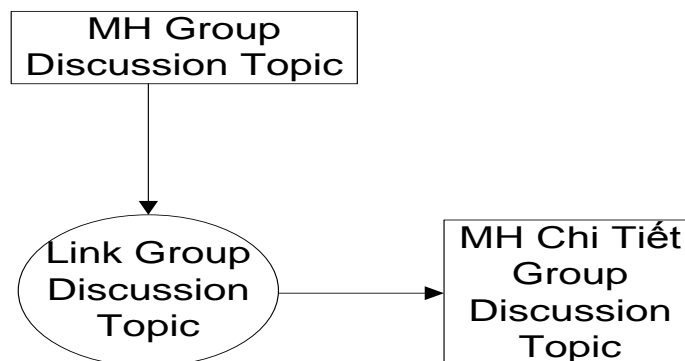 MH Group
Discussion Topic
Link Group
Discussion
Topic
MH Chi Tiết
Group
Discussion
Topic